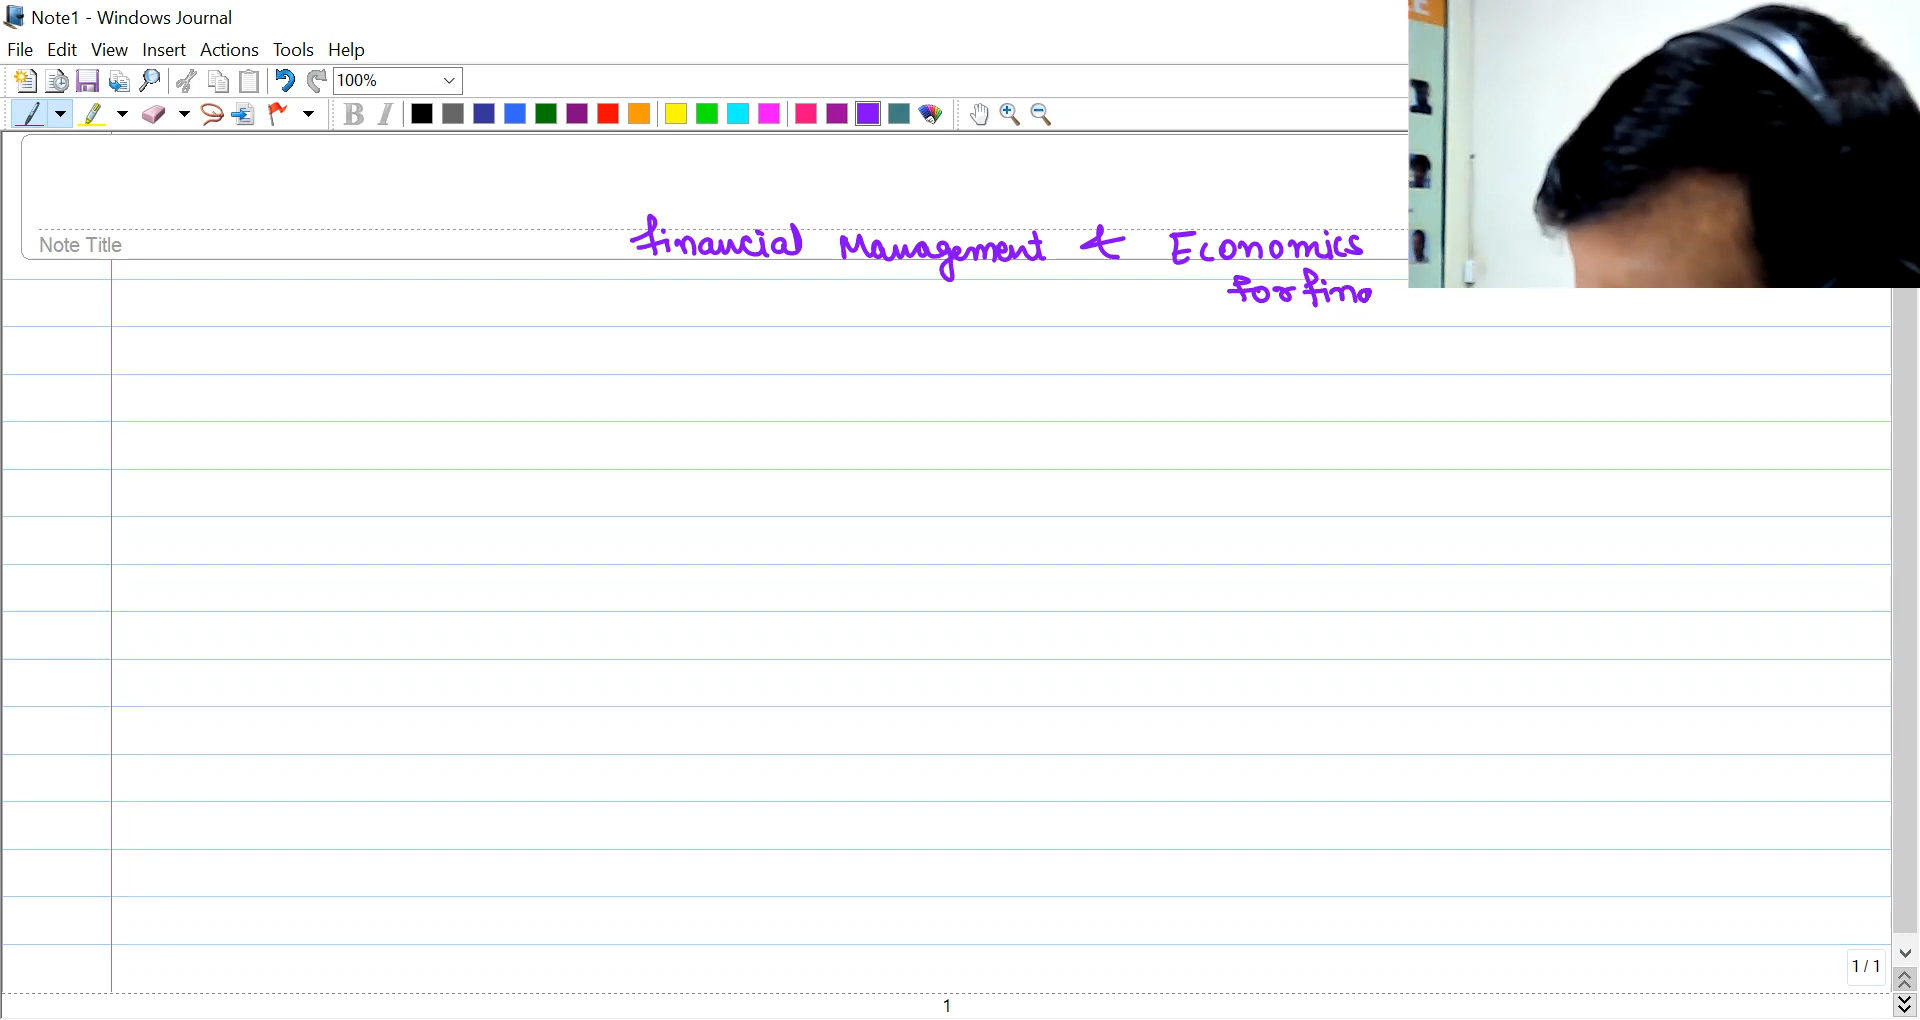 Note1 - Windows Journal
File Edit View Insert Actions Tools Help
100%
B I
Note Title
Financial Management & Economics
for fina
1 / 1
1